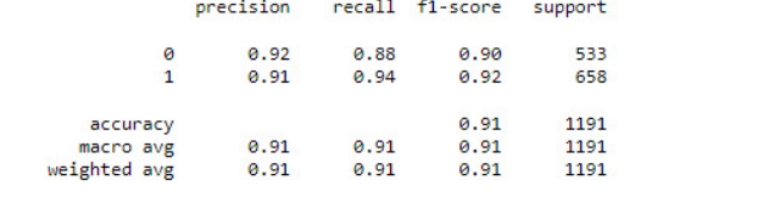 precision recall f1-score support
0 0.92 0.88 0.90 533
1 0.91 0.94 0.92 658
accuracy 0.91 1191
macro avg 0.91 0.91 0.91 1191
weighted avg 0.91 0.91 0.91 1191